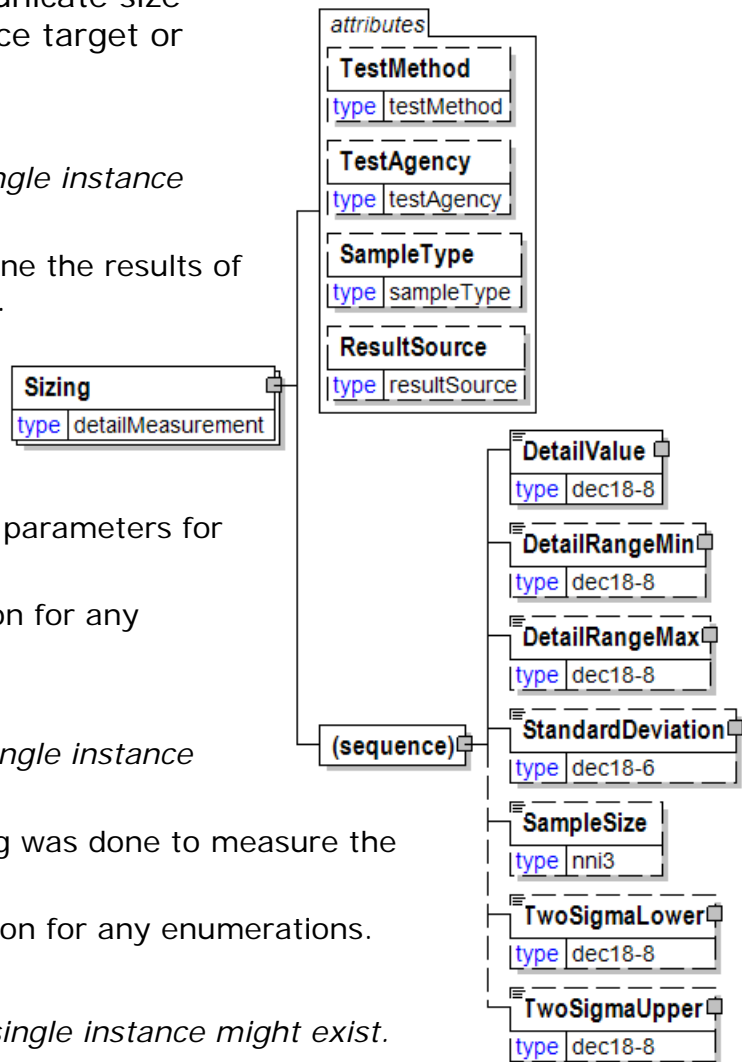 unicate size
ce target or
ngle instance
ne the results of
.
parameters for
on for any
ngle instance
g was done to measure the
on for any enumerations.
single instance might exist.
attributes
TestMethod
type testMethod
TestAgency
type testAgency
SampleType
type sampleType
ResultSource
type resultSource
Sizing
type detailMeasurement
(sequence)
DetailValue
type dec18-8
DetailRangeMin
type dec18-8
DetailRangeMax
type dec18-8
StandardDeviation
type dec18-6
SampleSize
type nni3
TwoSigmaLower
type dec18-8
TwoSigmaUpper
type dec18-8